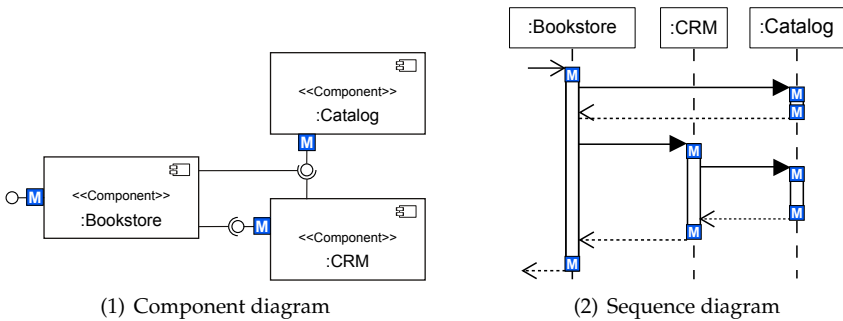 <<Component>>
:Catalog
M
M
<<Component>>
:Bookstore
M
<<Component>>
:CRM
(1) Component diagram
:Bookstore
:CRM
:Catalog
M
M
M
M
M
M
M
M
(2) Sequence diagram